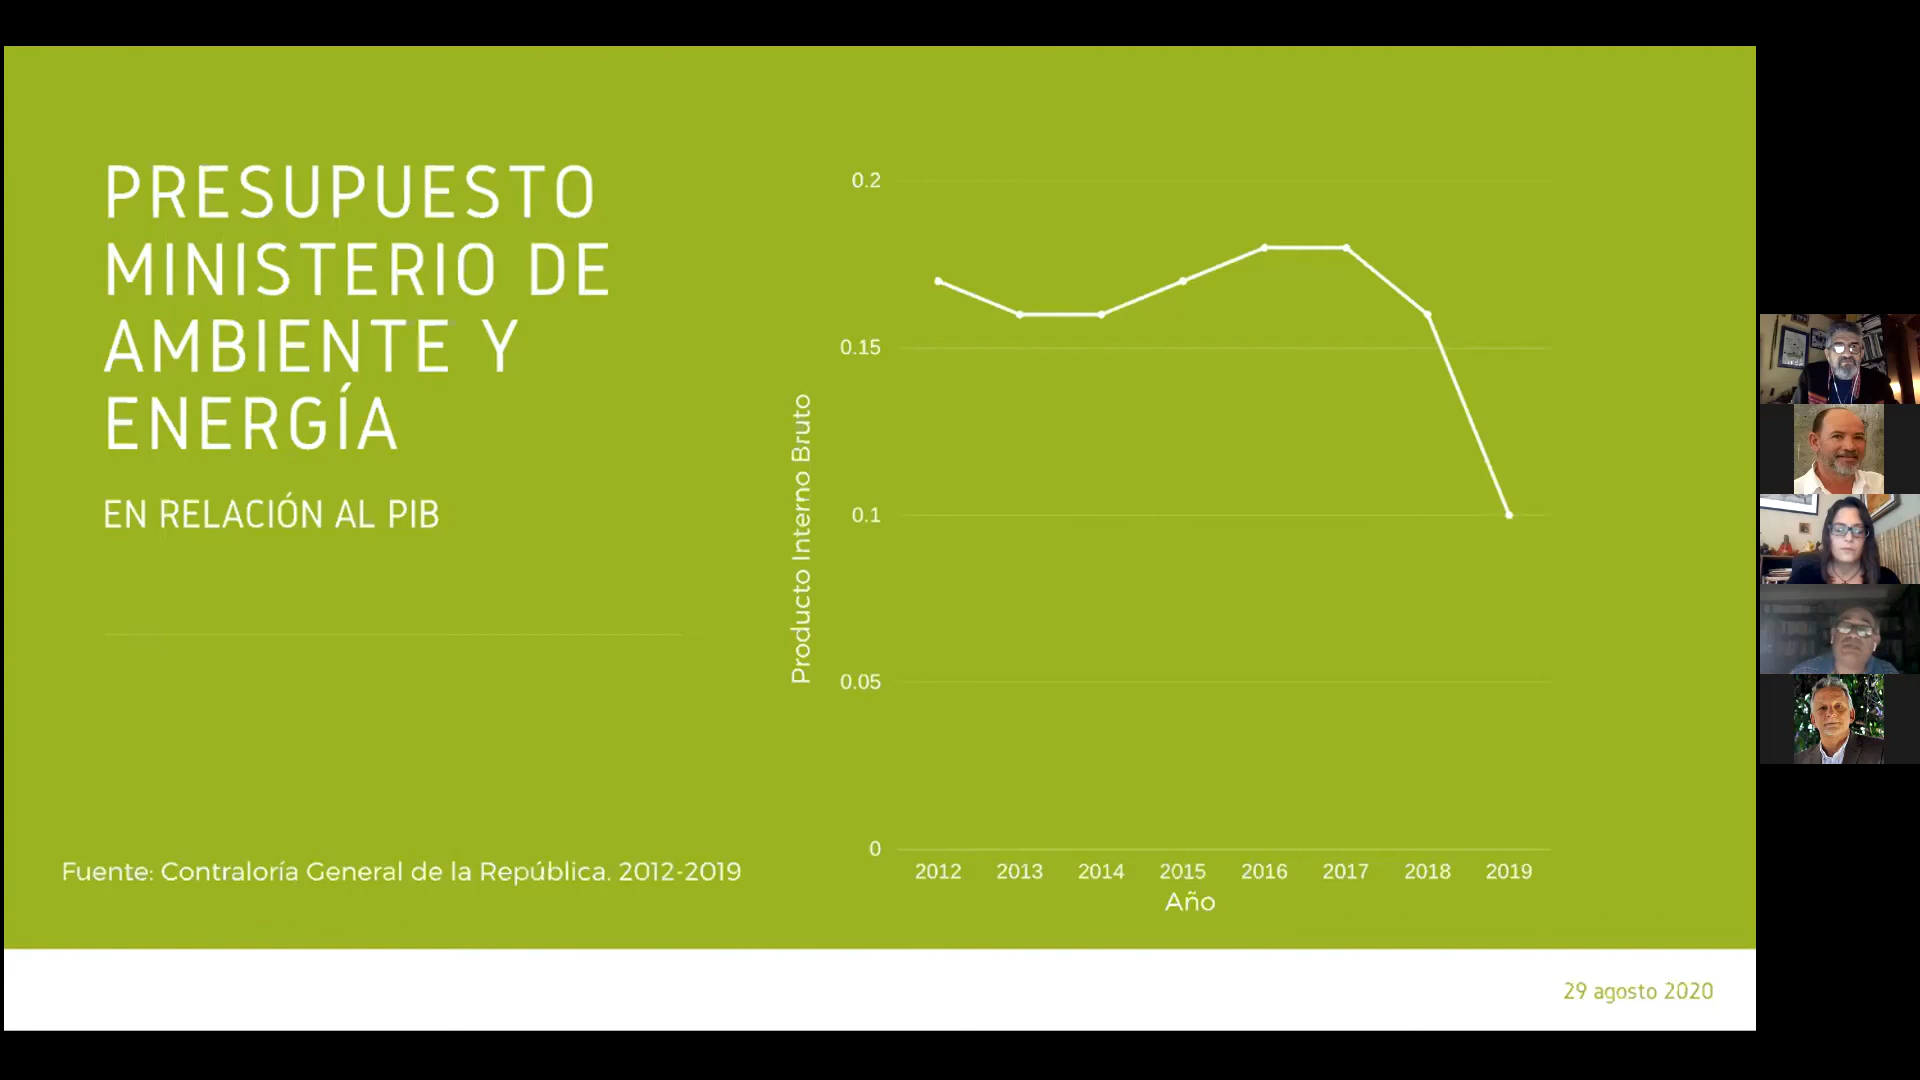 PRESUPUESTO
MINISTERIO DE
AMBIENTE Y
ENERGÍA
EN RELACIÓN AL PIB
Fuente: Contraloría General de la República. 2012-2019
Producto Interno Bruto
0.2
0.15
0.1
0.05
0
2012 2013 2014 2015 2016 2017 2018 2019
Año
29 agosto 2020